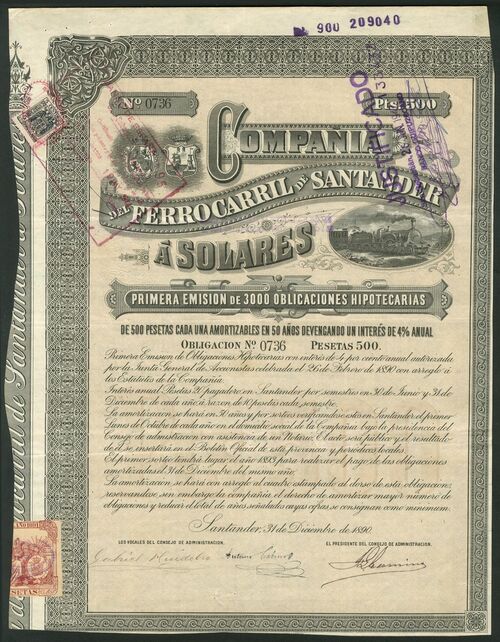 900 209040
Nº 0736
Pts. 500
COMPAÑIA
DEL FERROCARRIL DE SANTANDER
Á SOLARES
JUSTIFICADO
PRIMERA EMISION DE 3000 OBLIGACIONES HIPOTECARIAS
DE 500 PESETAS CADA UNA AMORTIZABLES EN 50 AÑOS DEVENGANDO UN INTERÉS DE 4% ANUAL
OBLIGACION Nº 0736 PESETAS 500.
Primera Emision de Obligaciones Hipotecarias con interés de 4 por ciento anual autorizada
por la Junta General de Accionistas celebrada el 26 de Febrero de 1890 con arreglo á
los Estatutos de la Compañía.
Interés anual Pesetas 20 pagadero en Santander por semestres en 30 de Junio y 31 de
Diciembre de cada año á razon de 10 pesetas cada semestre.
La amortizacion se hará en 50 años y por sorteos verificandose esto en Santander el primer
Lunes de Octubre de cada año en el domicilio social de la Compañía bajo la presidencia del
Consejo de administracion con asistencia de un Notario. El acto será público y el resultado
de él se insertará en el Boletin Oficial de esta provincia y periódicos locales.
El primer sorteo tendrá lugar el año 1893 para realizar el pago de las obligaciones
amortizadas el 31 de Diciembre del mismo año.
La amortizacion se hará con arreglo al cuadro estampado al dorso de esta obligacion,
reservandose sin embargo la compañía el derecho de amortizar mayor número de
obligaciones y reducir el total de años señalados cuyas cifras se consignan como minimum.
Santander, 31 de Diciembre de 1890.
LOS VOCALES DEL CONSEJO DE ADMINISTRACION,
EL PRESIDENTE DEL CONSEJO DE ADMINISTRACION,